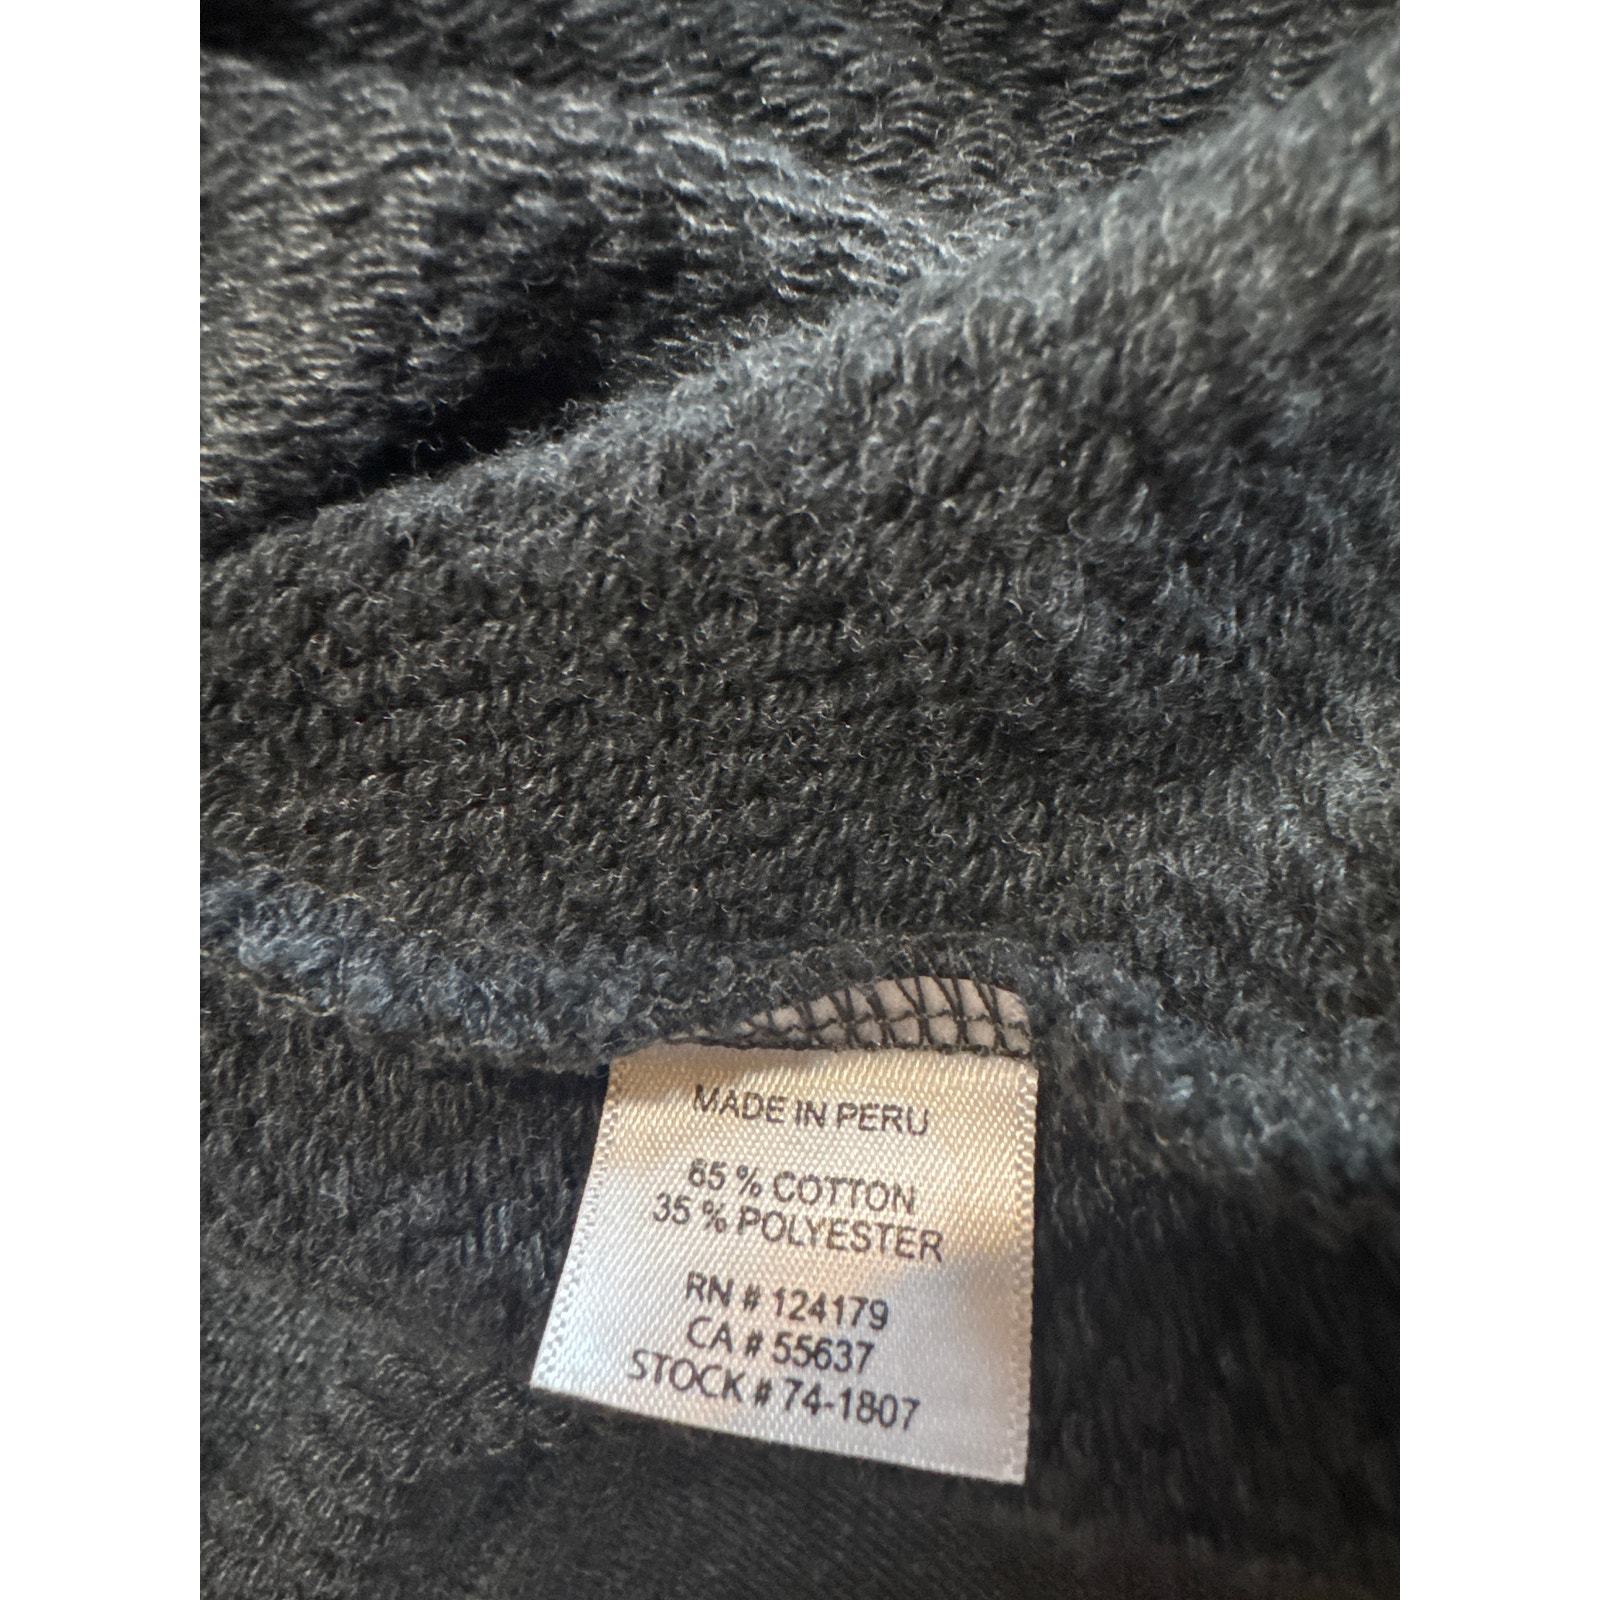 MADE IN PERU
65 % COTTON
35 % POLYESTER
RN # 124179
CA # 55637
STOCK # 74-1807